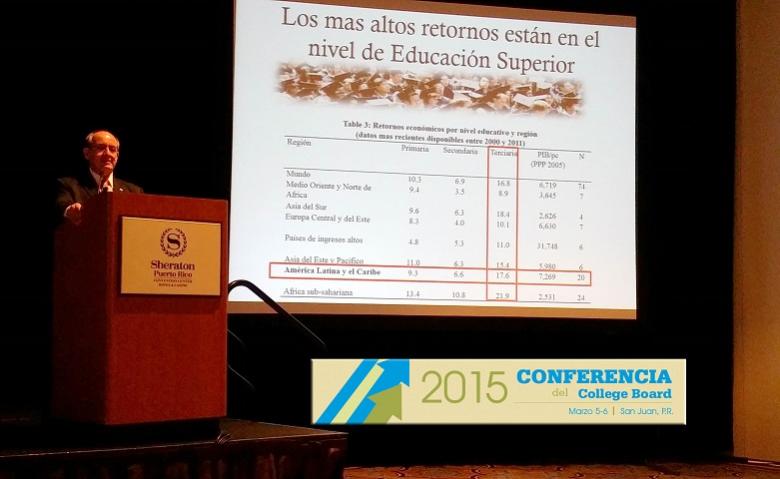 Los mas altos retornos están en el
nivel de Educación Superior
Table 3: Retornos económicos por nivel educativo y región
(datos mas recientes disponibles entre 2000 y 2011)
Región Primaria Secundaria Terciaria PIB/pc N
(PPP 2005)
Mundo 10.3 6.9 16.8 6,719 74
Medio Oriente y Norte de 9.4 3.5 8.9 3,645 7
Africa
Asia del Sur 9.6 6.3 18.4 2,626 4
Europa Central y del Este 8.3 4.0 10.1 6,630 7
Países de ingresos altos 4.8 5.3 11.0 31,748 6
Asia del Este y Pacífico 11.0 6.3 15.4 5,980 6
América Latina y el Caribe 9.3 6.6 17.6 7,269 20
Africa sub-sahariana 13.4 10.8 21.9 2,531 24
S
Sheraton
Puerto Rico
CONVENTION CENTER
HOTEL & CASINO
2015 CONFERENCIA
del College Board
Marzo 5-6 | San Juan, P.R.